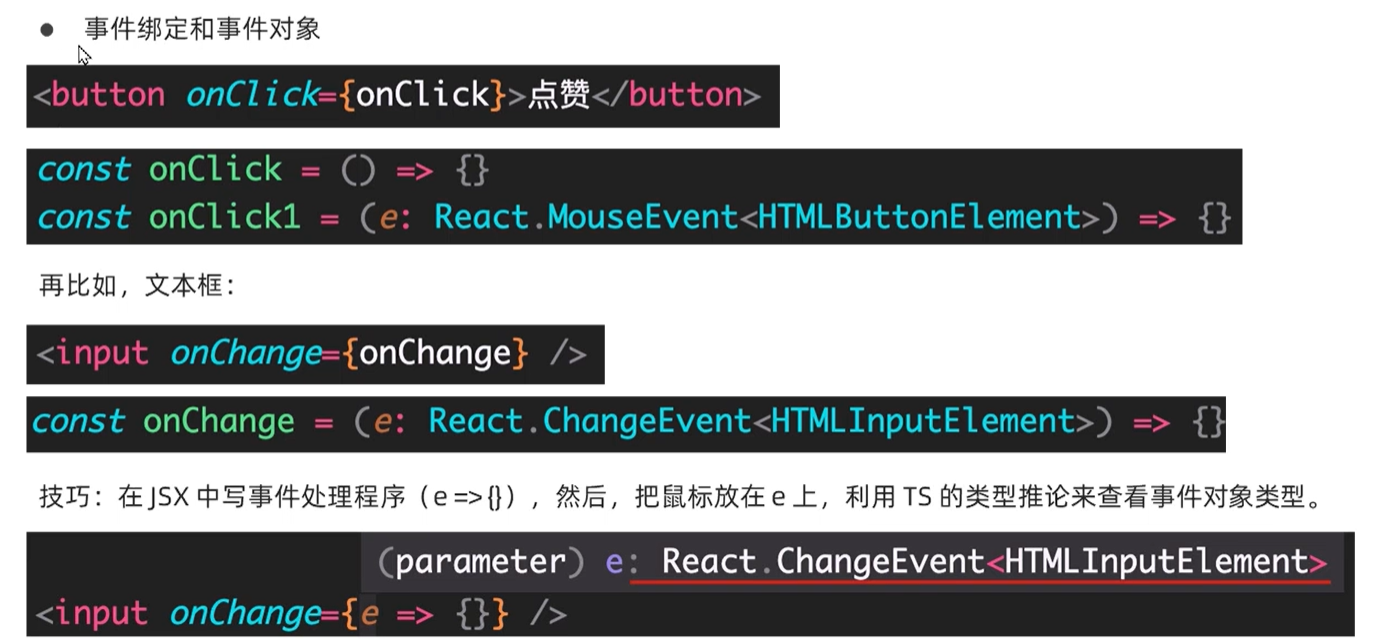 ● 事件绑定和事件对象
<button onClick={onClick}>点赞</button>
const onClick = () => {}
const onClick1 = (e: React.MouseEvent<HTMLButtonElement>) => {}
再比如，文本框：
<input onChange={onChange} />
const onChange = (e: React.ChangeEvent<HTMLInputElement>) => {}
技巧：在 JSX 中写事件处理程序（e => {}），然后，把鼠标放在 e 上，利用 TS 的类型推论来查看事件对象类型。
(parameter) e: React.ChangeEvent<HTMLInputElement>
<input onChange={e => {}} />